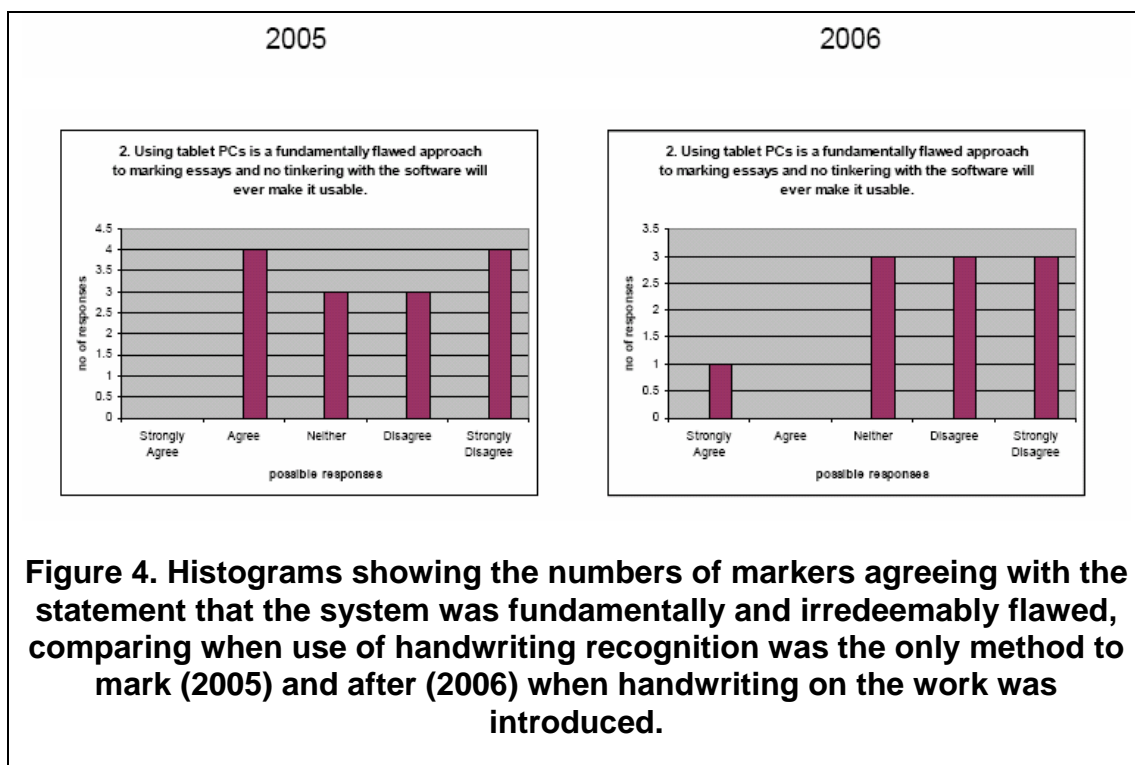 2005 2006
2. Using tablet PCs is a fundamentally flawed approach
to marking essays and no tinkering with the software will
ever make it usable.
4.5
4
3.5
3
2.5
2
1.5
1
0.5
0
no of responses
Strongly Agree Neither Disagree Strongly
Agree Disagree
possible responses
2. Using tablet PCs is a fundamentally flawed approach
to marking essays and no tinkering with the software will
ever make it usable.
3.5
3
2.5
2
1.5
1
0.5
0
no of responses
Strongly Agree Neither Disagree Strongly
Agree Disagree
possible responses
Figure 4. Histograms showing the numbers of markers agreeing with the
statement that the system was fundamentally and irredeemably flawed,
comparing when use of handwriting recognition was the only method to
mark (2005) and after (2006) when handwriting on the work was
introduced.